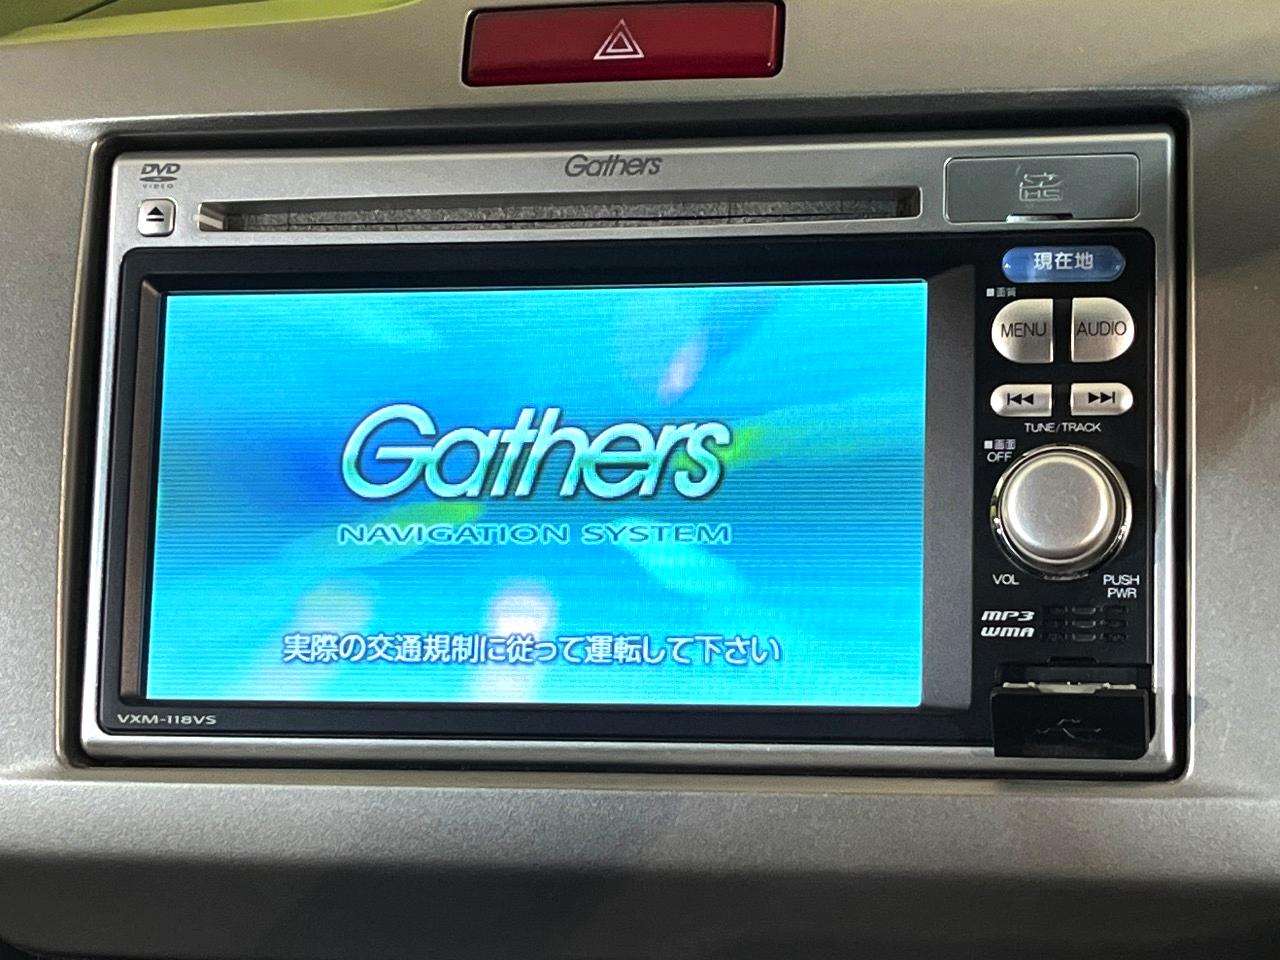 DVD
VIDEO
Gathers
SD
HC
現在地
■画質
MENU
AUDIO
TUNE/TRACK
■画面
OFF
Gathers
NAVIGATION SYSTEM
VOL
PUSH
PWR
MP3
WMA
実際の交通規制に従って運転して下さい
VXM-118VS